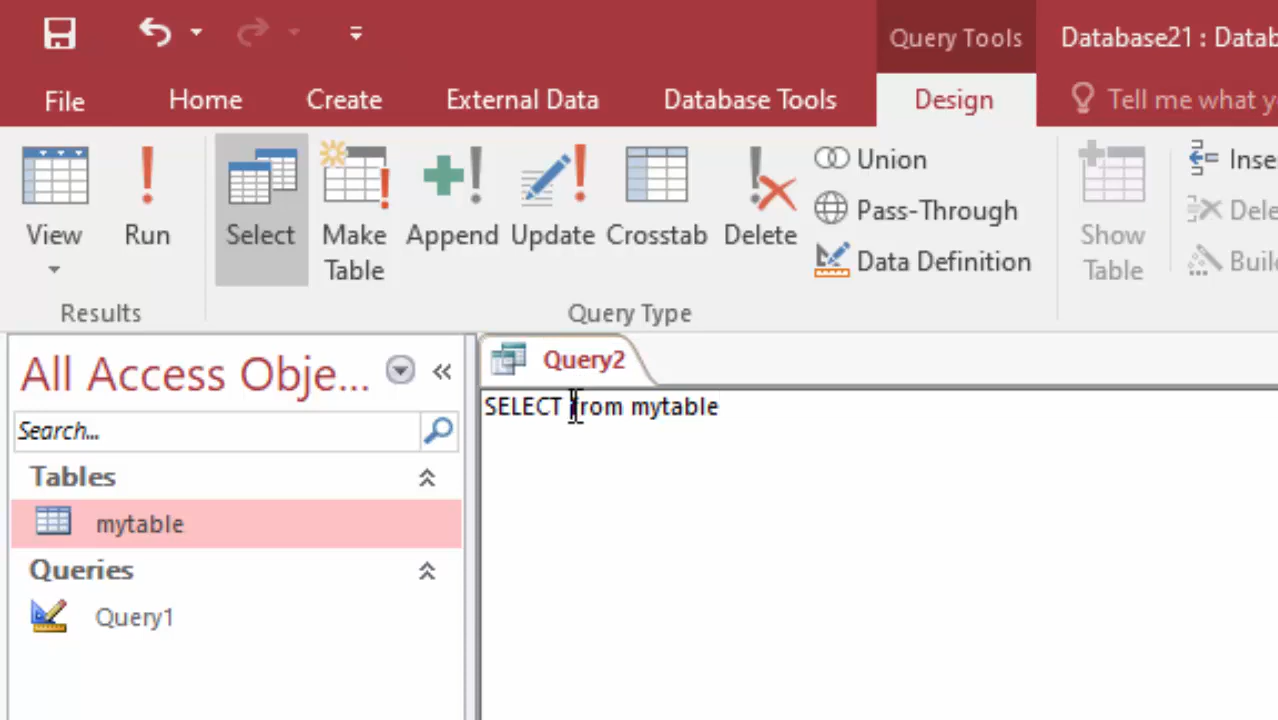 Query Tools
Database21 : Datab
File Home Create External Data Database Tools Design Tell me what yo
View Run Select Make Table Append Update Crosstab Delete
Union
Pass-Through
Data Definition
Show Table
Inse
Dele
Buil
Results
Query Type
All Access Obje...
Query2
Search...
SELECT from mytable
Tables
mytable
Queries
Query1